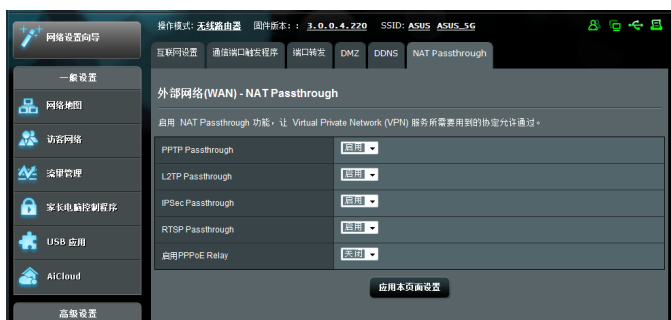 网络设置向导
操作模式: 无线路由器 固件版本: : 3.0.0.4.220 SSID: ASUS ASUS_5G
互联网设置 通信端口触发程序 端口转发 DMZ DDNS NAT Passthrough
一般设置
网络地图
访客网络
流量管理
家长电脑控制程序
USB 应用
AiCloud
高级设置
外部网络(WAN) - NAT Passthrough
启用 NAT Passthrough 功能，让 Virtual Private Network (VPN) 服务所需要用到的协定允许通过。
PPTP Passthrough 启用
L2TP Passthrough 启用
IPSec Passthrough 启用
RTSP Passthrough 启用
启用PPPoE Relay 关闭
应用本页面设置